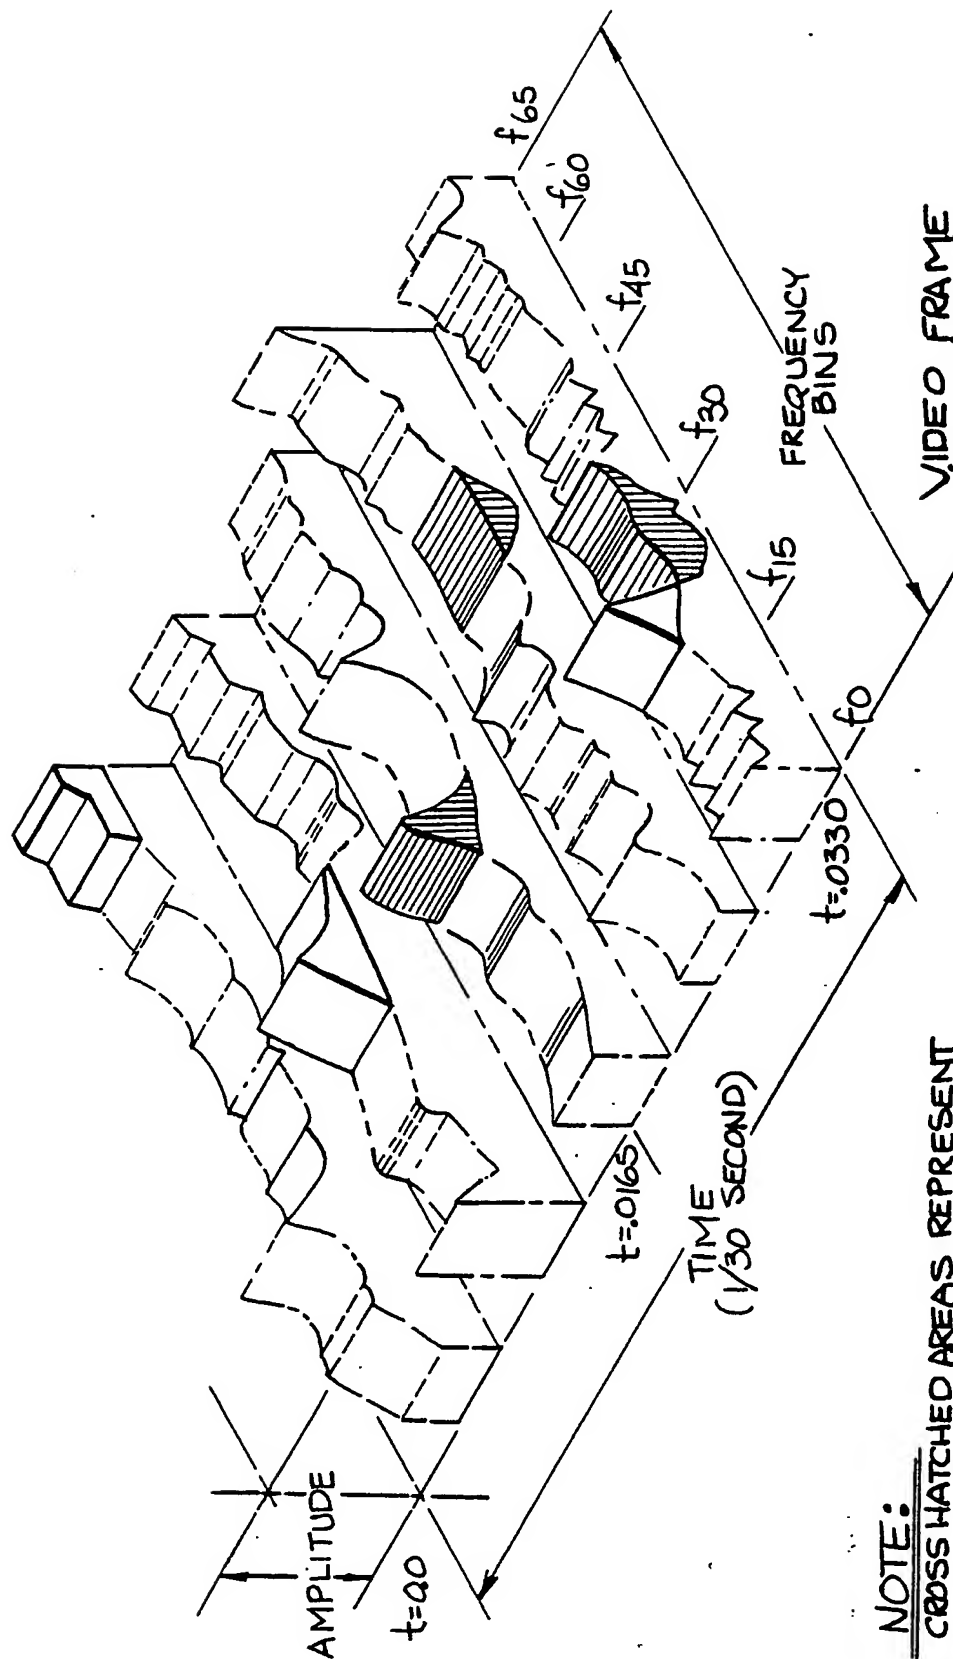 AMPLITUDE
t=0.0
f65
f60
f45
f30
f15
f0
FREQUENCY
BINS
t=.0165
TIME
(1/30 SECOND)
t=.0330
VIDEO FRAME
NOTE:
CROSS HATCHED AREAS REPRESENT